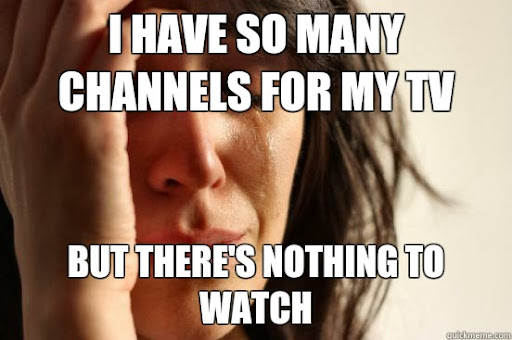 I HAVE SO MANY
CHANNELS FOR MY TV
BUT THERE'S NOTHING TO
WATCH
quickmeme.com